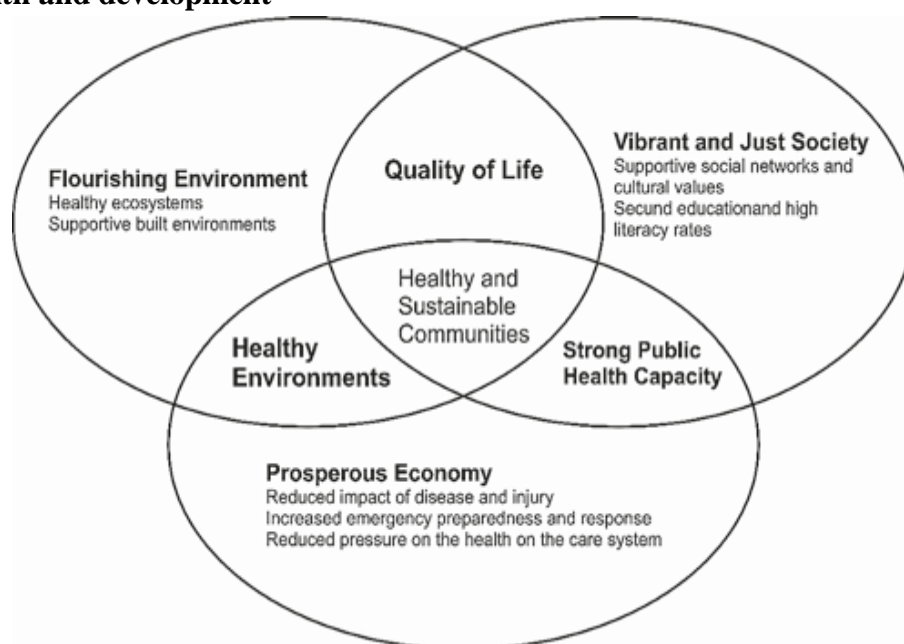 and development
Flourishing Environment
Healthy ecosystems
Supportive built environments
Quality of Life
Vibrant and Just Society
Supportive social networks and
cultural values
Secund educationand high
literacy rates
Healthy and
Sustainable
Communities
Healthy
Environments
Strong Public
Health Capacity
Prosperous Economy
Reduced impact of disease and injury
Increased emergency preparedness and response
Reduced pressure on the health on the care system